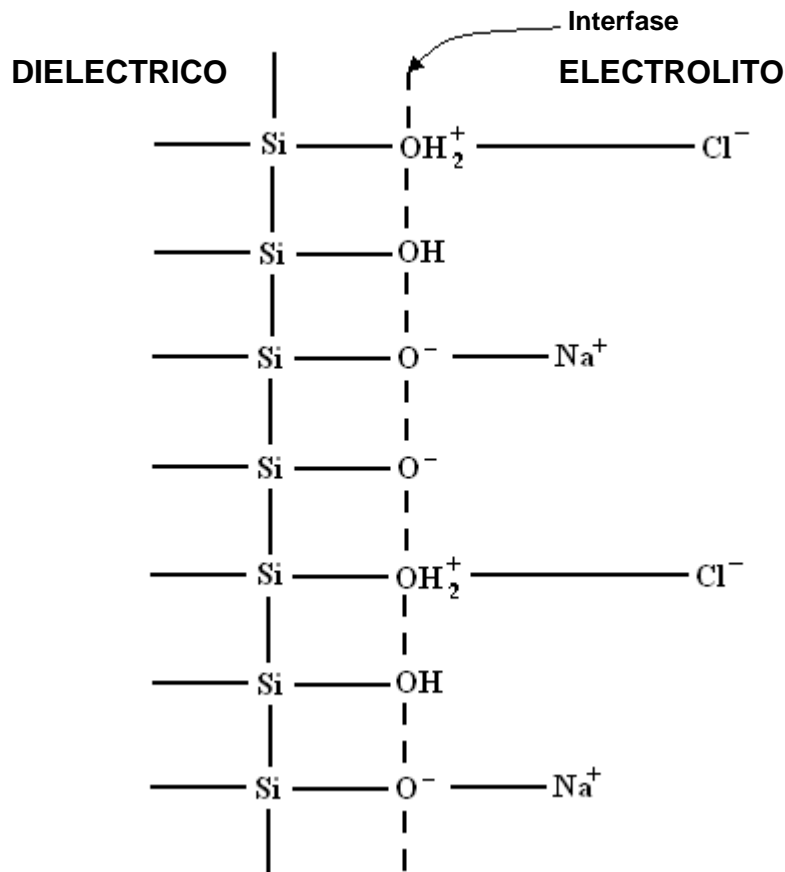 Interfase
DIELECTRICO ELECTROLITO
Si OH₂⁺ Cl⁻
Si OH
Si O⁻ Na⁺
Si O⁻
Si OH₂⁺ Cl⁻
Si OH
Si O⁻ Na⁺